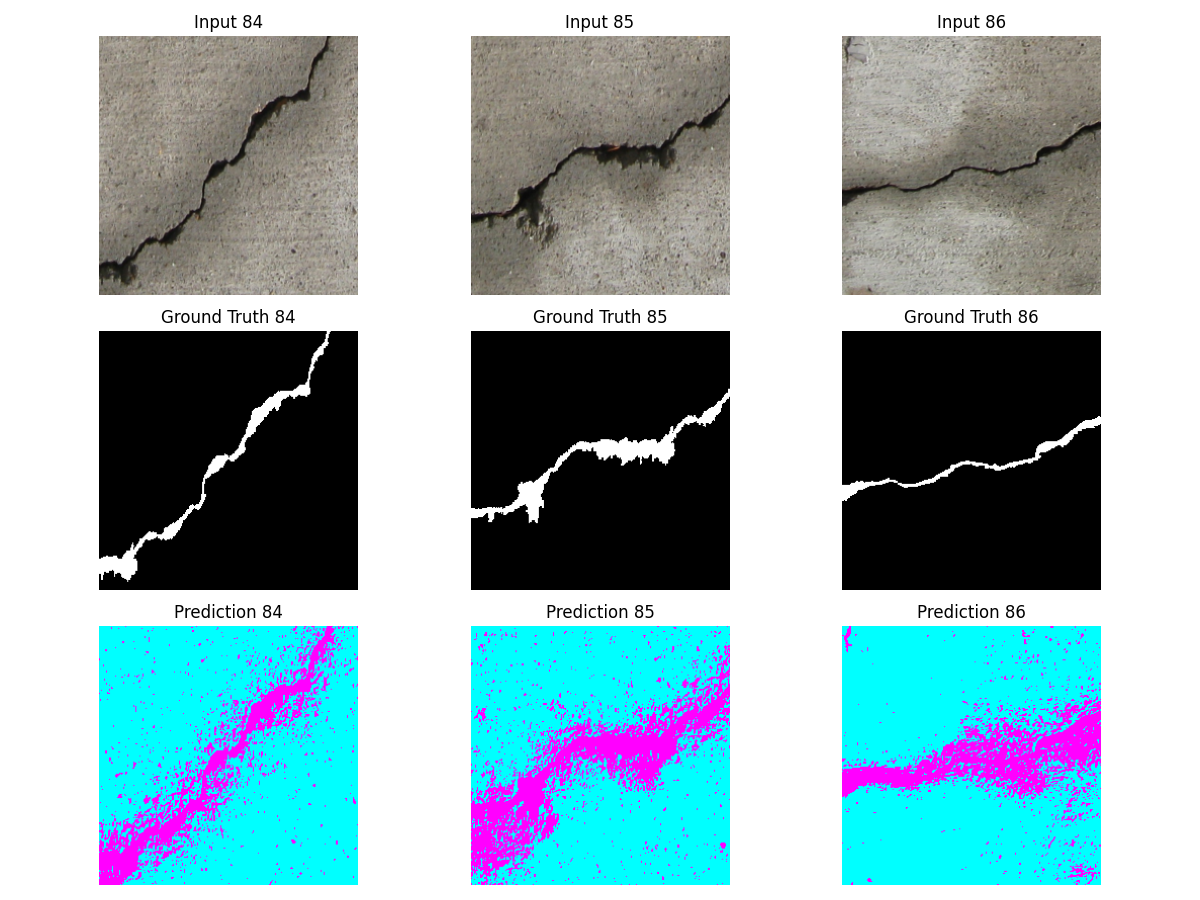 Input 84
Input 85
Input 86
Ground Truth 84
Ground Truth 85
Ground Truth 86
Prediction 84
Prediction 85
Prediction 86